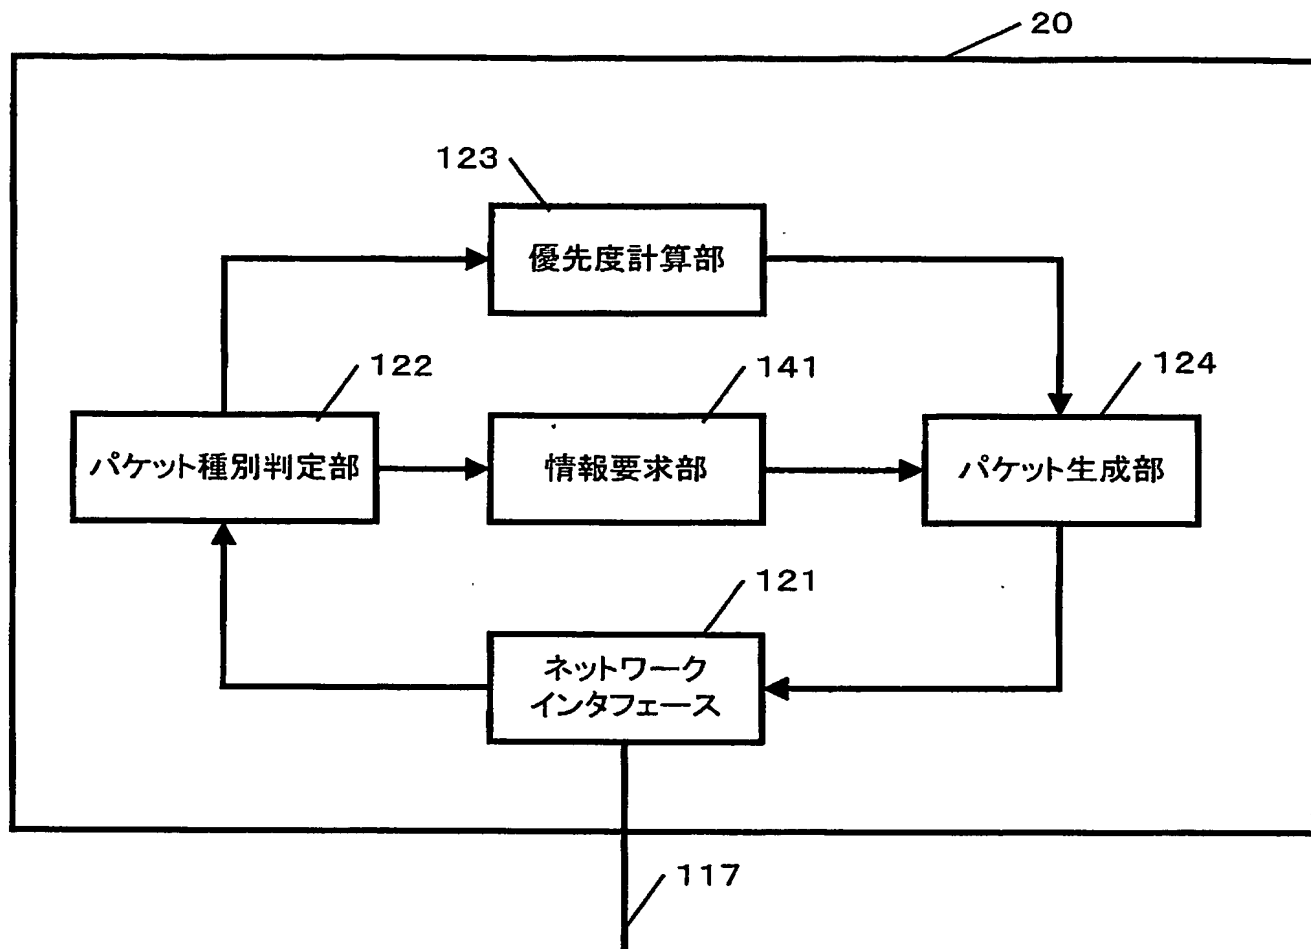 20
123
優先度計算部
122
141
124
パケット種別判定部
情報要求部
パケット生成部
121
ネットワーク
インタフェース
117